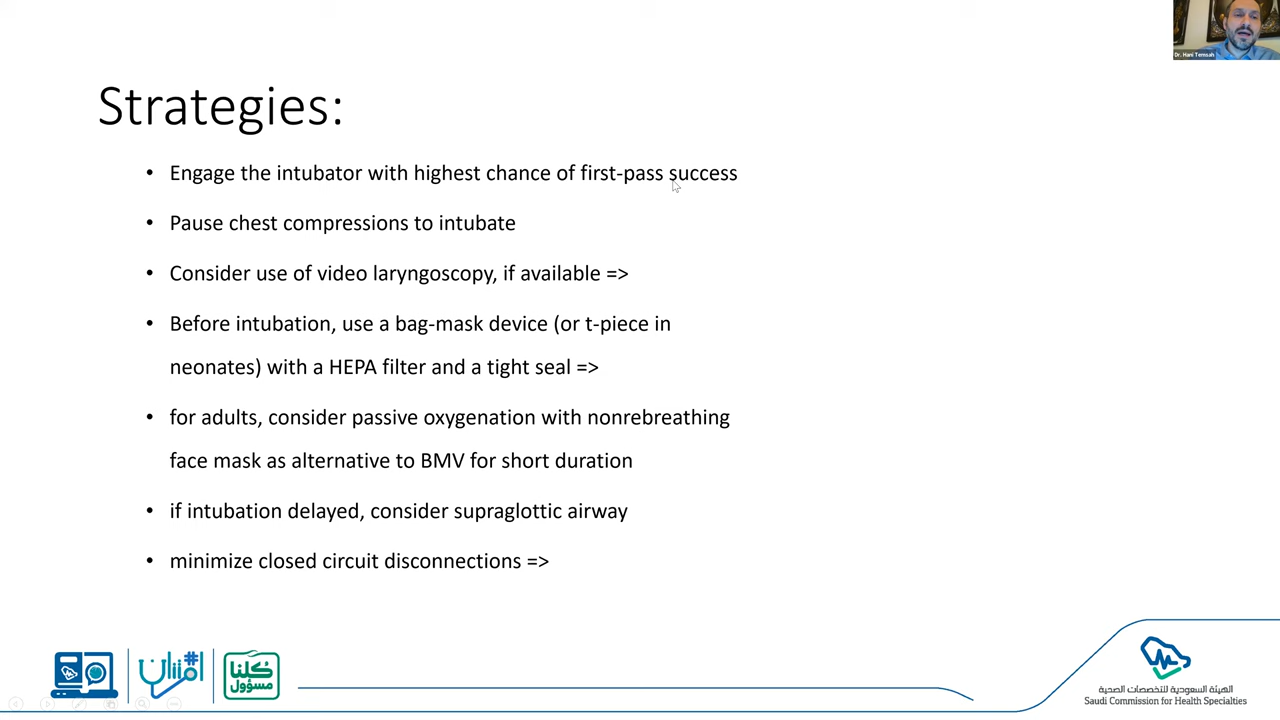 Dr. Hani Temsah
Strategies:
• Engage the intubator with highest chance of first-pass success
• Pause chest compressions to intubate
• Consider use of video laryngoscopy, if available =>
• Before intubation, use a bag-mask device (or t-piece in
neonates) with a HEPA filter and a tight seal =>
• for adults, consider passive oxygenation with nonrebreathing
face mask as alternative to BMV for short duration
• if intubation delayed, consider supraglottic airway
• minimize closed circuit disconnections =>
كلنا
مسؤول
الهيئة السعودية للتخصصات الصحية
Saudi Commission for Health Specialties